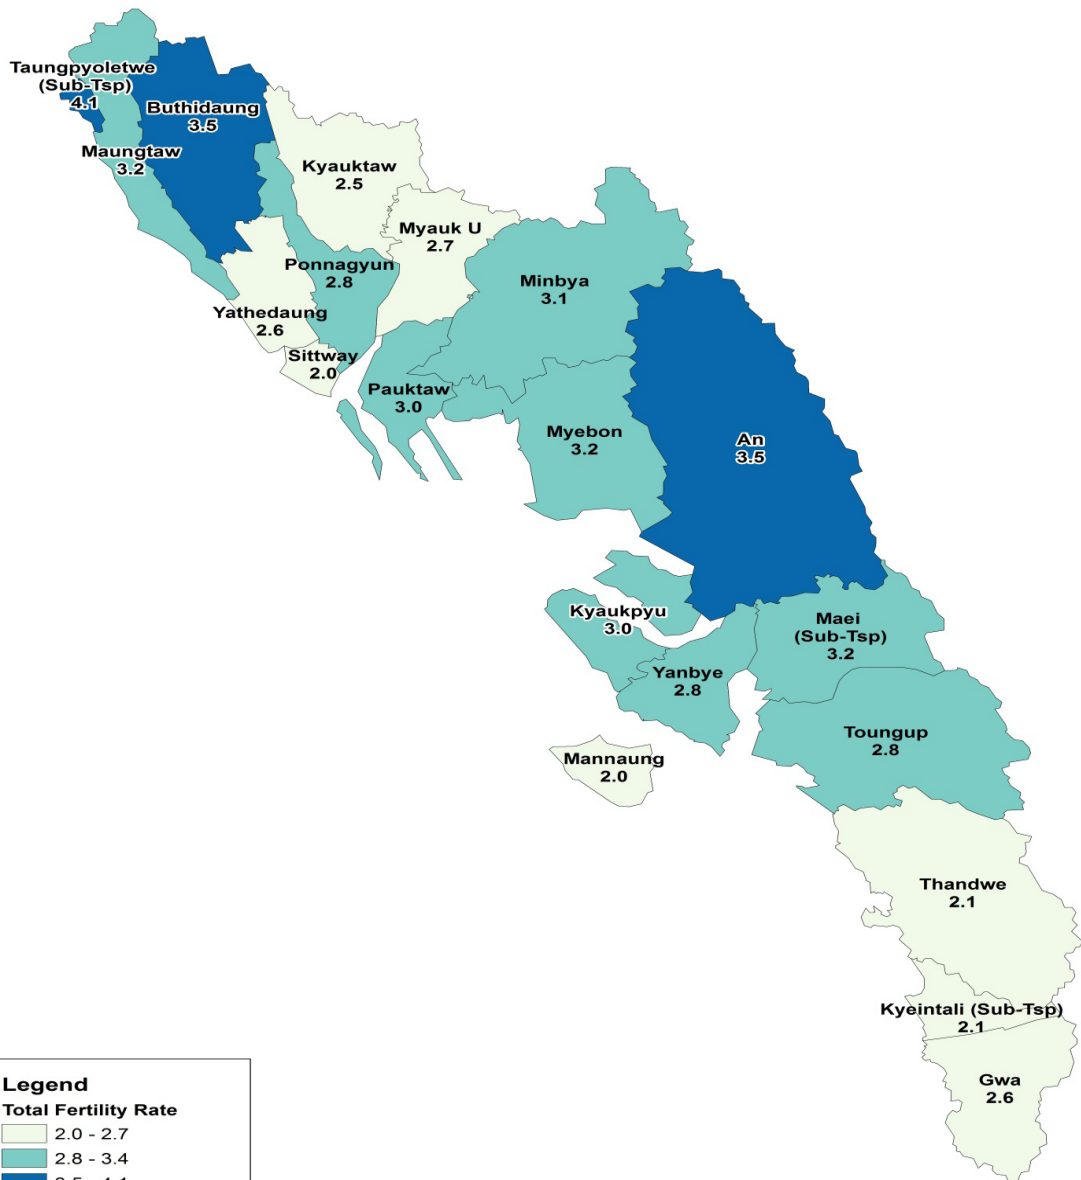 Taungpyoletwe
(Sub-Tsp)
4.1
Buthidaung
3.5
Maungtaw
3.2
Kyauktaw
2.5
Myauk U
2.7
Ponnagyun
2.8
Minbya
3.1
Yathedaung
2.6
Sittway
2.0
Pauktaw
3.0
Myebon
3.2
An
3.5
Kyaukpyu
3.0
Maei
(Sub-Tsp)
3.2
Yanbye
2.8
Toungup
2.8
Mannaung
2.0
Thandwe
2.1
Kyeintali (Sub-Tsp)
2.1
Gwa
2.6
Legend
Total Fertility Rate
2.0 - 2.7
2.8 - 3.4
3.5 - 4.1